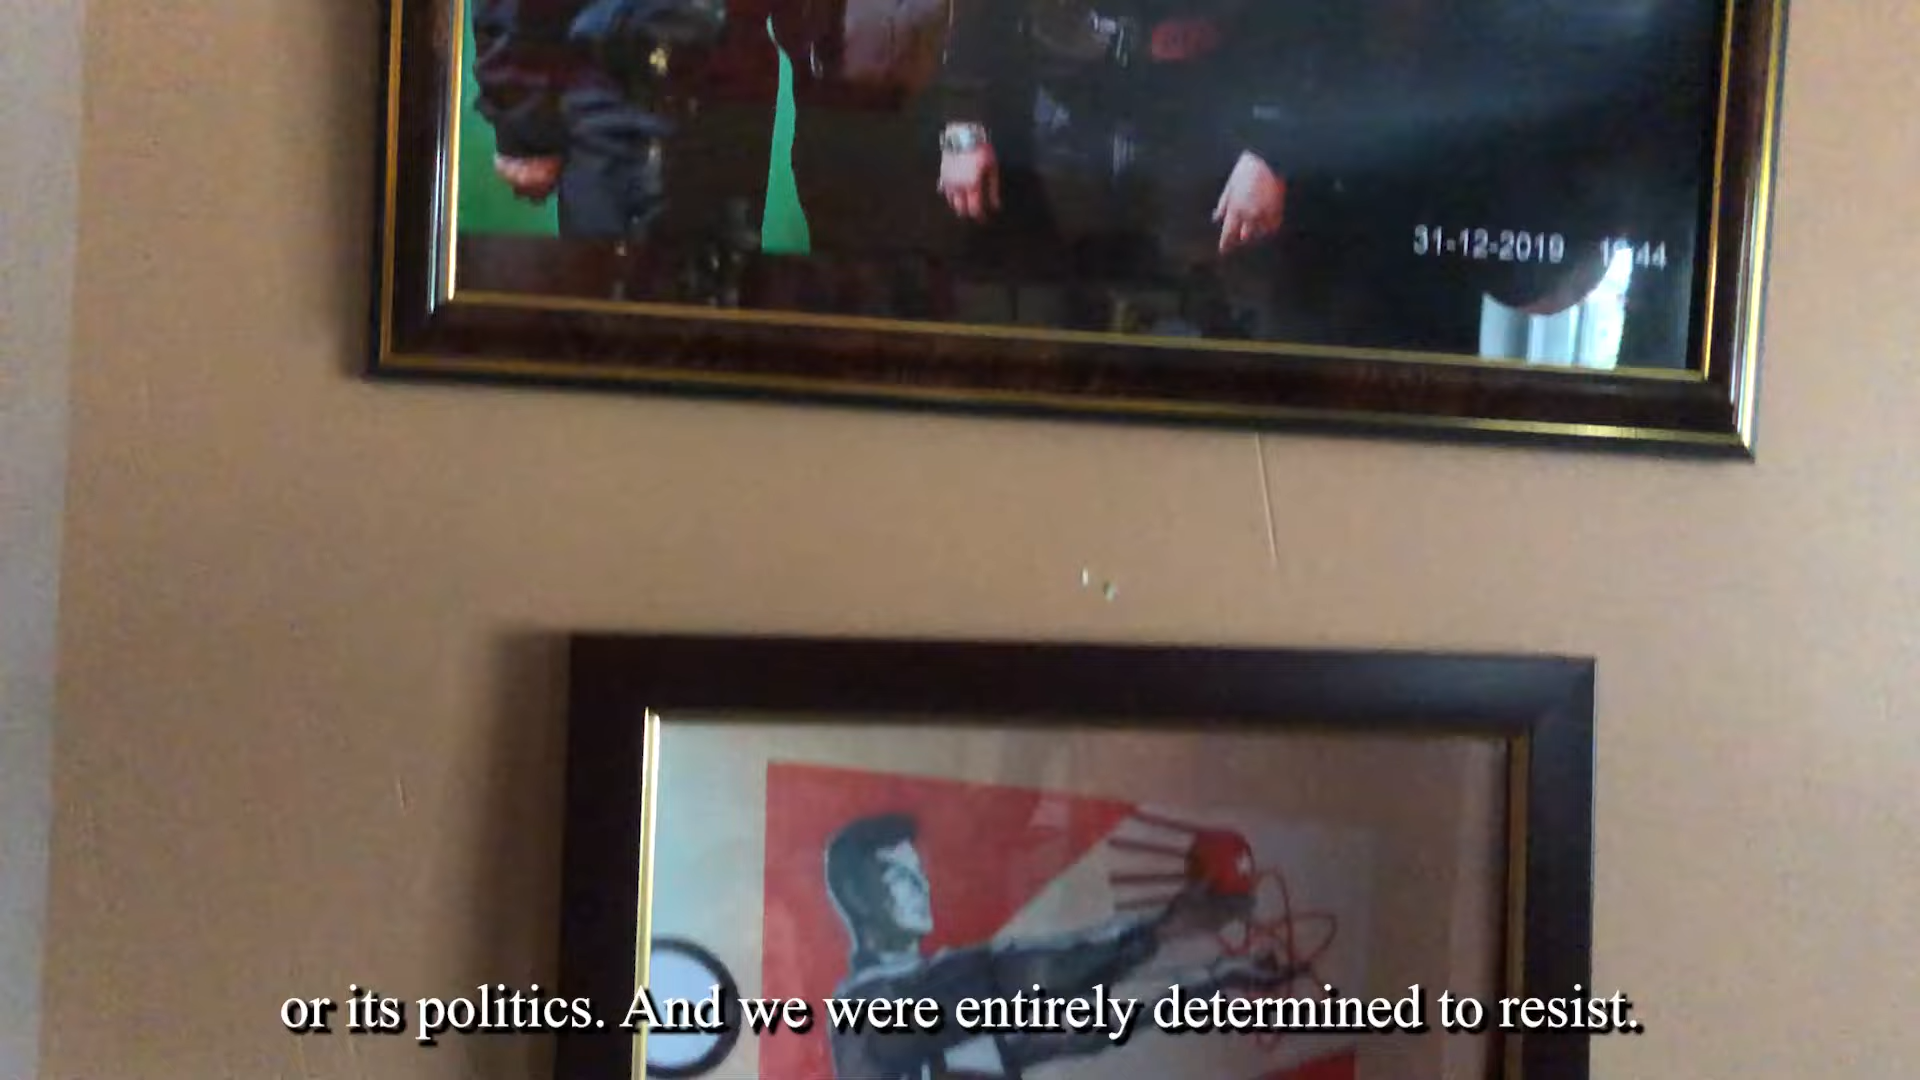 31-12-2019
or its politics. And we were entirely determined to resist.